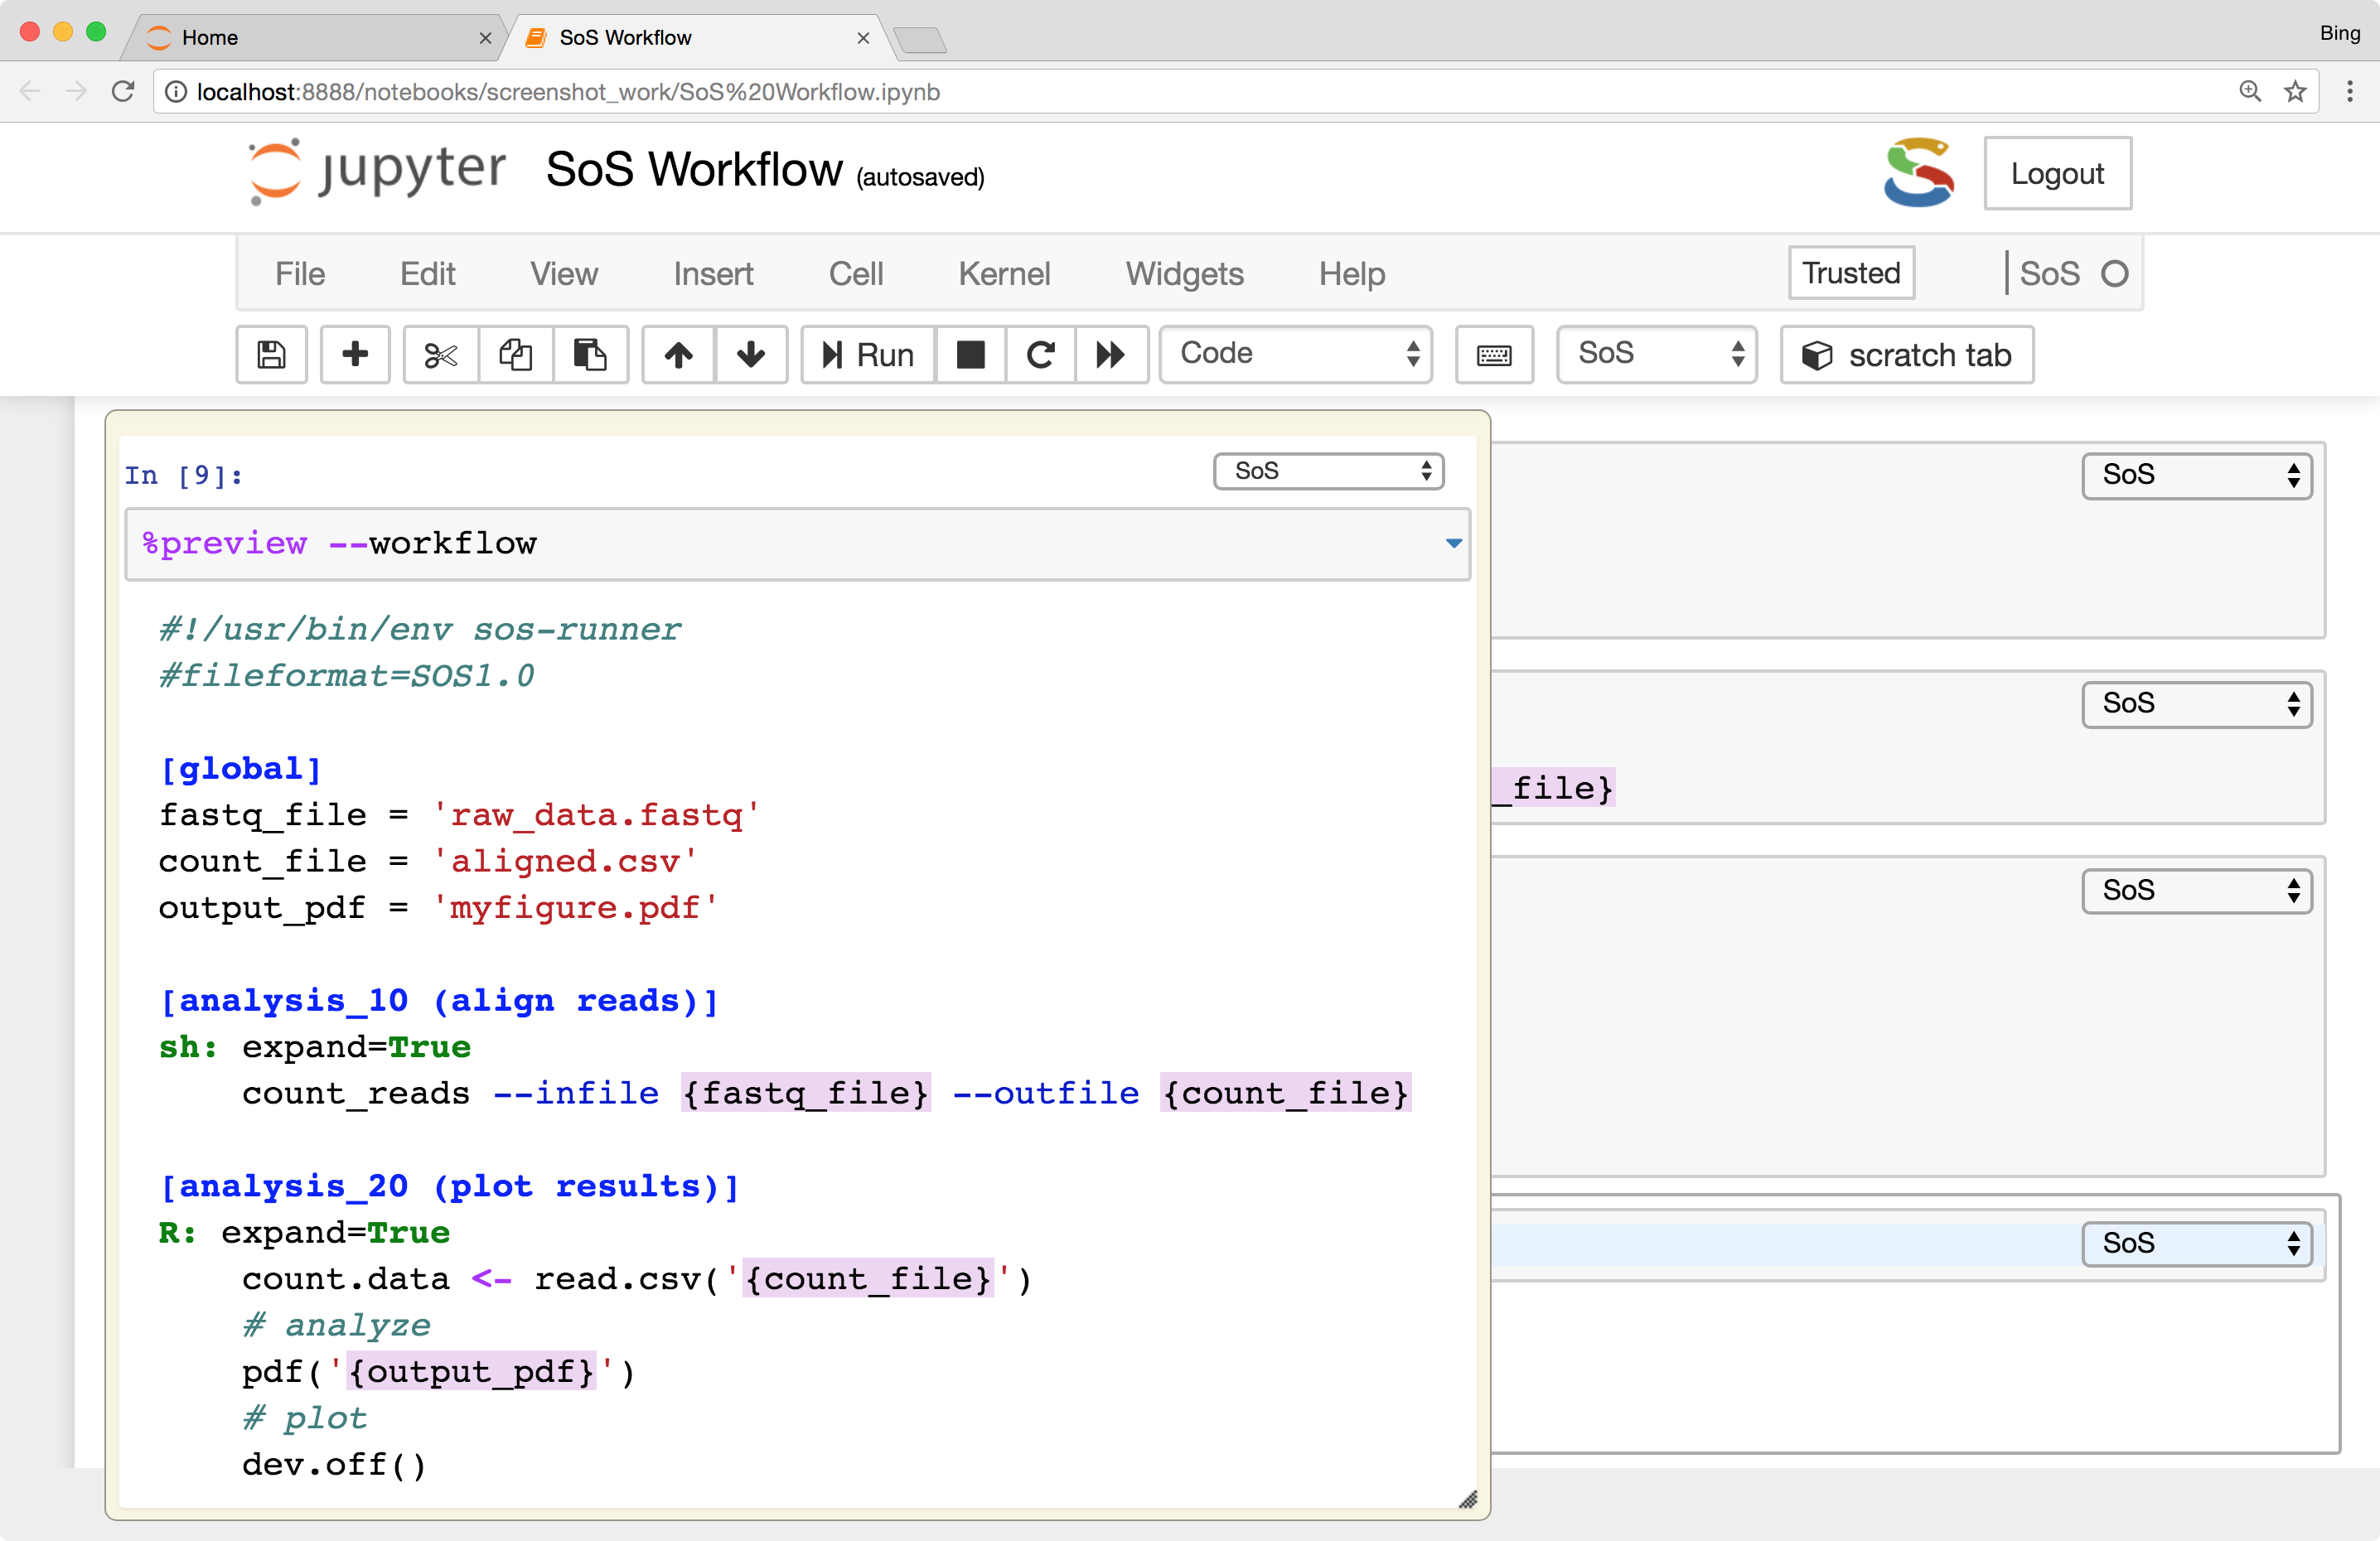 Home
SoS Workflow
Bing
localhost:8888/notebooks/screenshot_work/SoS%20Workflow.ipynb
jupyter SoS Workflow (autosaved)
Logout
File Edit View Insert Cell Kernel Widgets Help Trusted SoS
Run Code SoS scratch tab
In [9]: SoS
%preview --workflow
#!/usr/bin/env sos-runner
#fileformat=SOS1.0
[global]
fastq_file = 'raw_data.fastq'
count_file = 'aligned.csv'
output_pdf = 'myfigure.pdf'
[analysis_10 (align reads)]
sh: expand=True
count_reads --infile {fastq_file} --outfile {count_file}
[analysis_20 (plot results)]
R: expand=True
count.data <- read.csv('{count_file}')
# analyze
pdf('{output_pdf}')
# plot
dev.off()
SoS
SoS
_file}
SoS
SoS